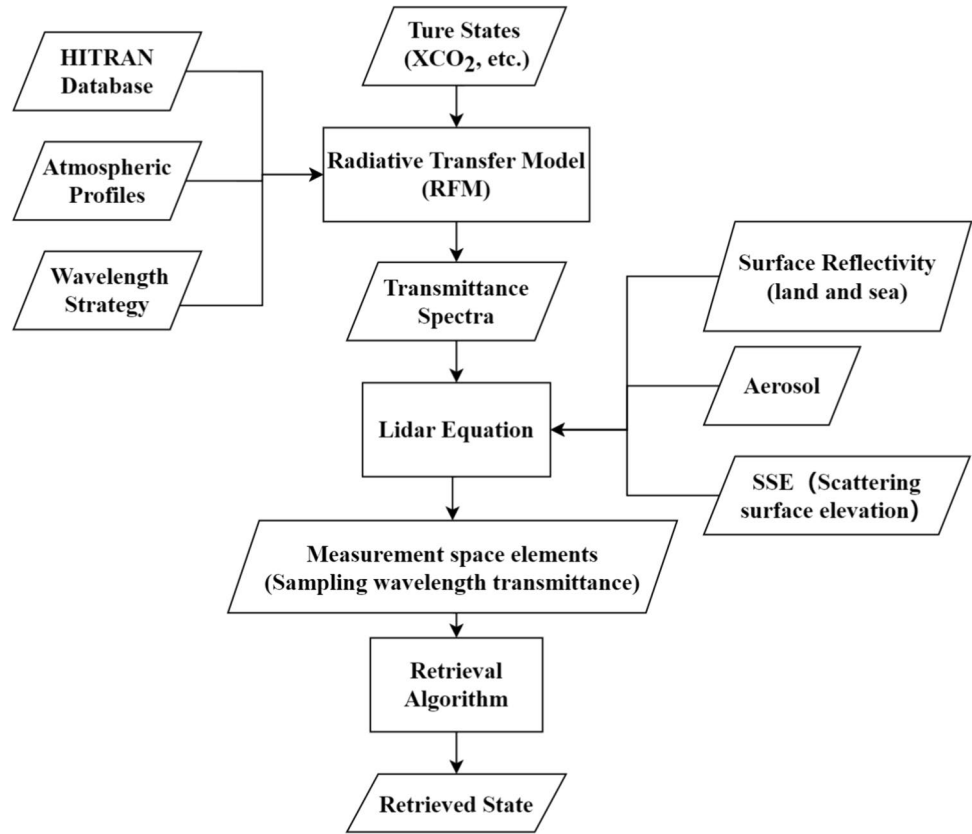 Ture States
(XCO₂, etc.)
HITRAN
Database
Atmospheric
Profiles
Wavelength
Strategy
Radiative Transfer Model
(RFM)
Transmittance
Spectra
Surface Reflectivity
(land and sea)
Aerosol
SSE（Scattering
surface elevation）
Lidar Equation
Measurement space elements
(Sampling wavelength transmittance)
Retrieval
Algorithm
Retrieved State